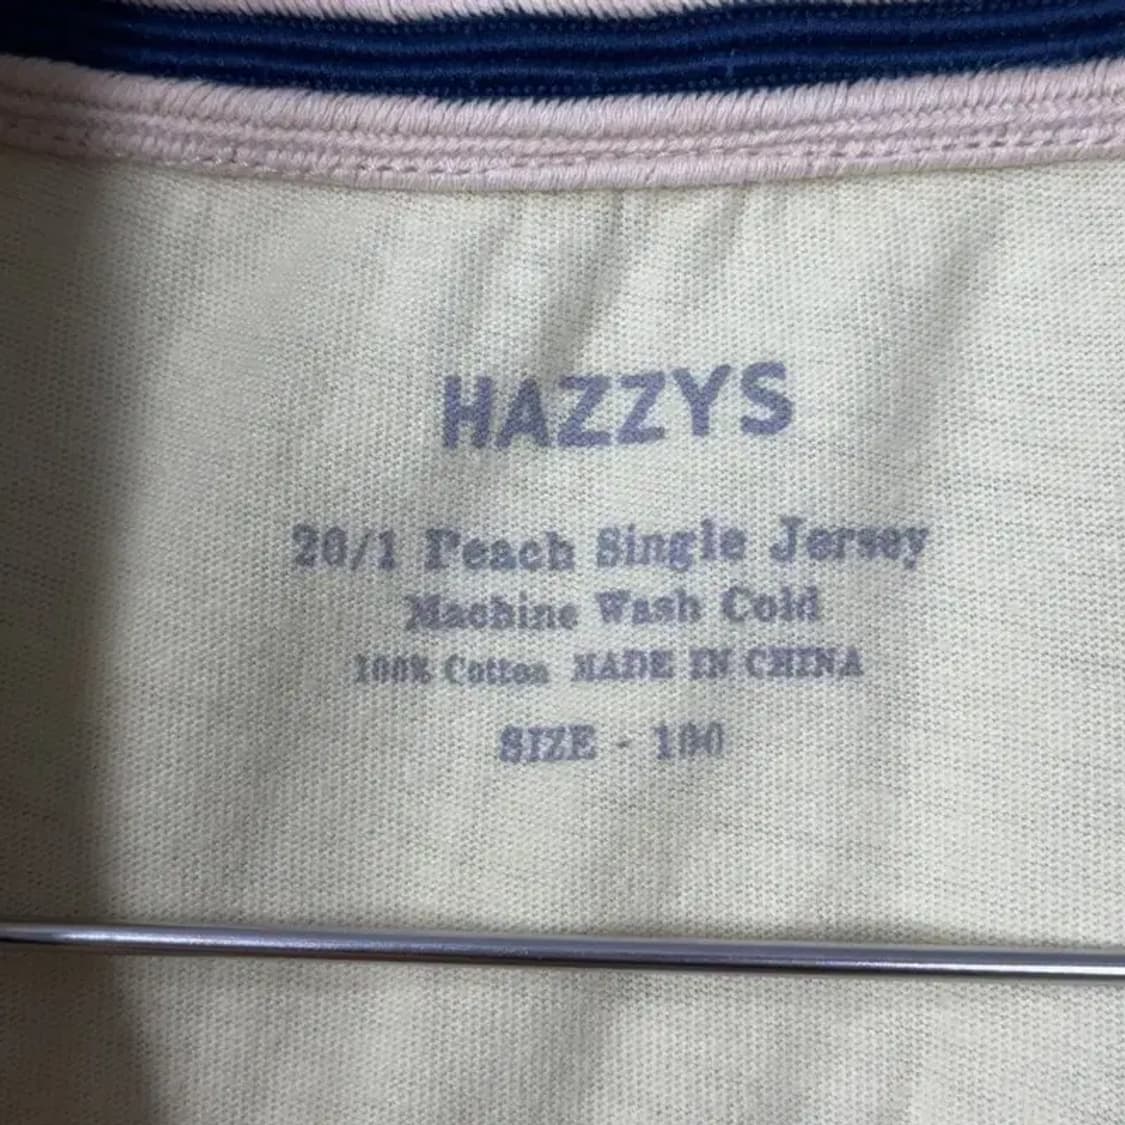 HAZZYS
20/1 Peach Single Jersey
Machine Wash Cold
100% Cotton MADE IN CHINA
SIZE - 100